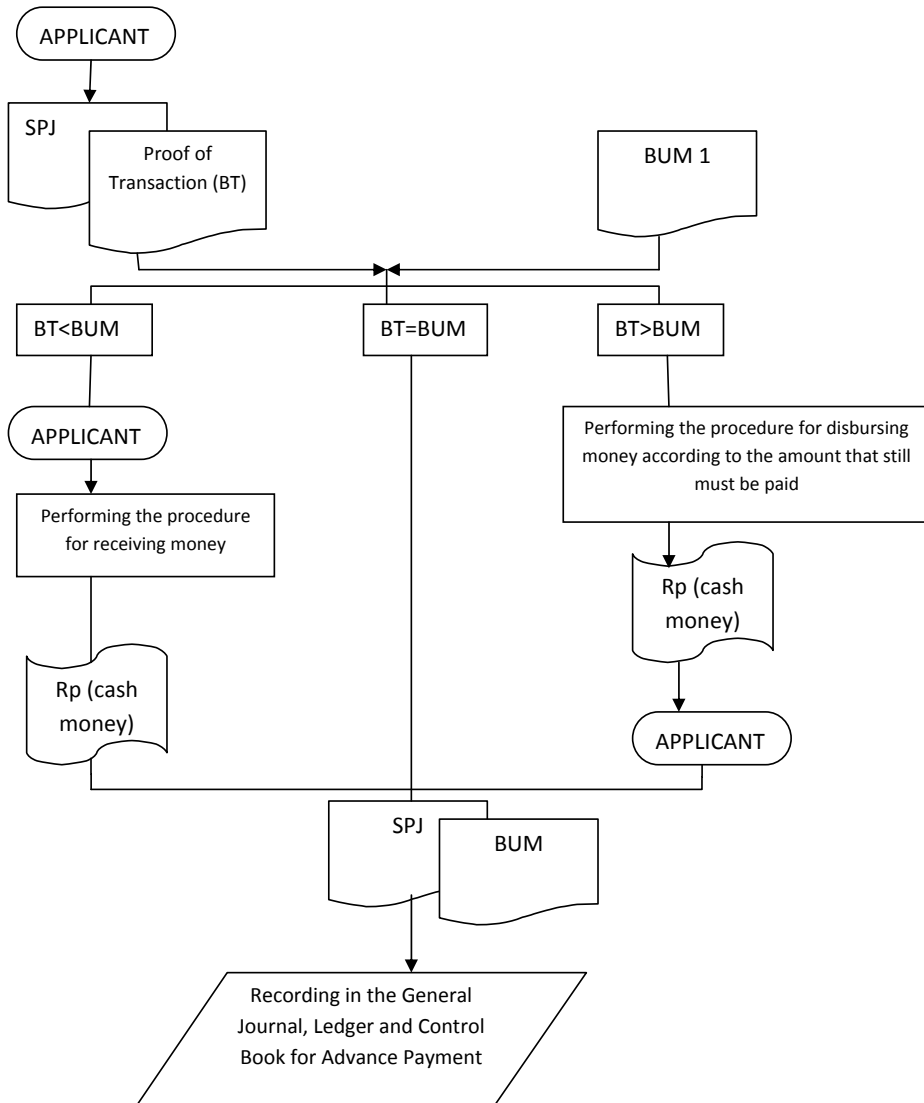 APPLICANT
SPJ
Proof of
Transaction (BT)
BUM 1
BT<BUM
BT=BUM
BT>BUM
APPLICANT
Performing the procedure
for receiving money
Performing the procedure for disbursing
money according to the amount that still
must be paid
Rp (cash
money)
Rp (cash
money)
APPLICANT
SPJ
BUM
Recording in the General
Journal, Ledger and Control
Book for Advance Payment